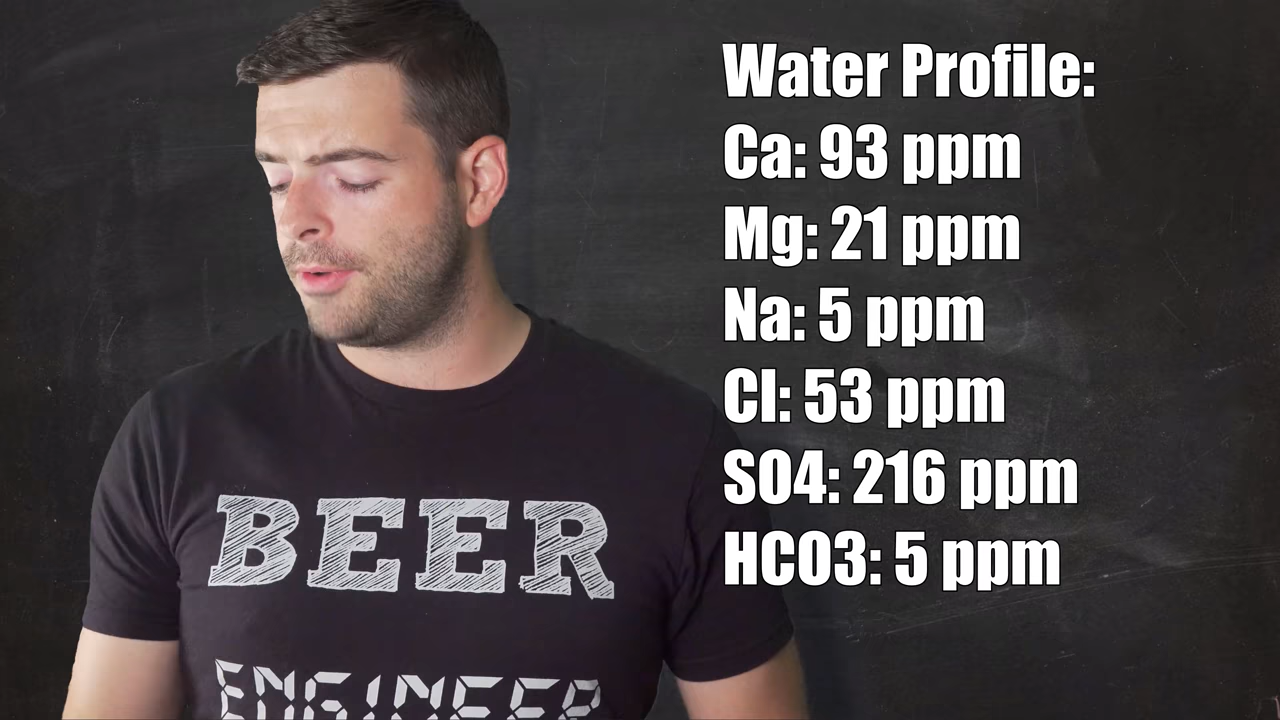 Water Profile:
Ca: 93 ppm
Mg: 21 ppm
Na: 5 ppm
Cl: 53 ppm
SO4: 216 ppm
HCO3: 5 ppm
BEER
ENGINEER